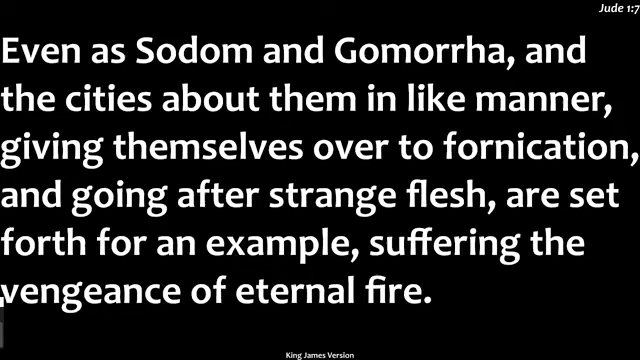 Jude 1:7
Even as Sodom and Gomorrha, and
the cities about them in like manner,
giving themselves over to fornication,
and going after strange flesh, are set
forth for an example, suffering the
vengeance of eternal fire.
King James Version